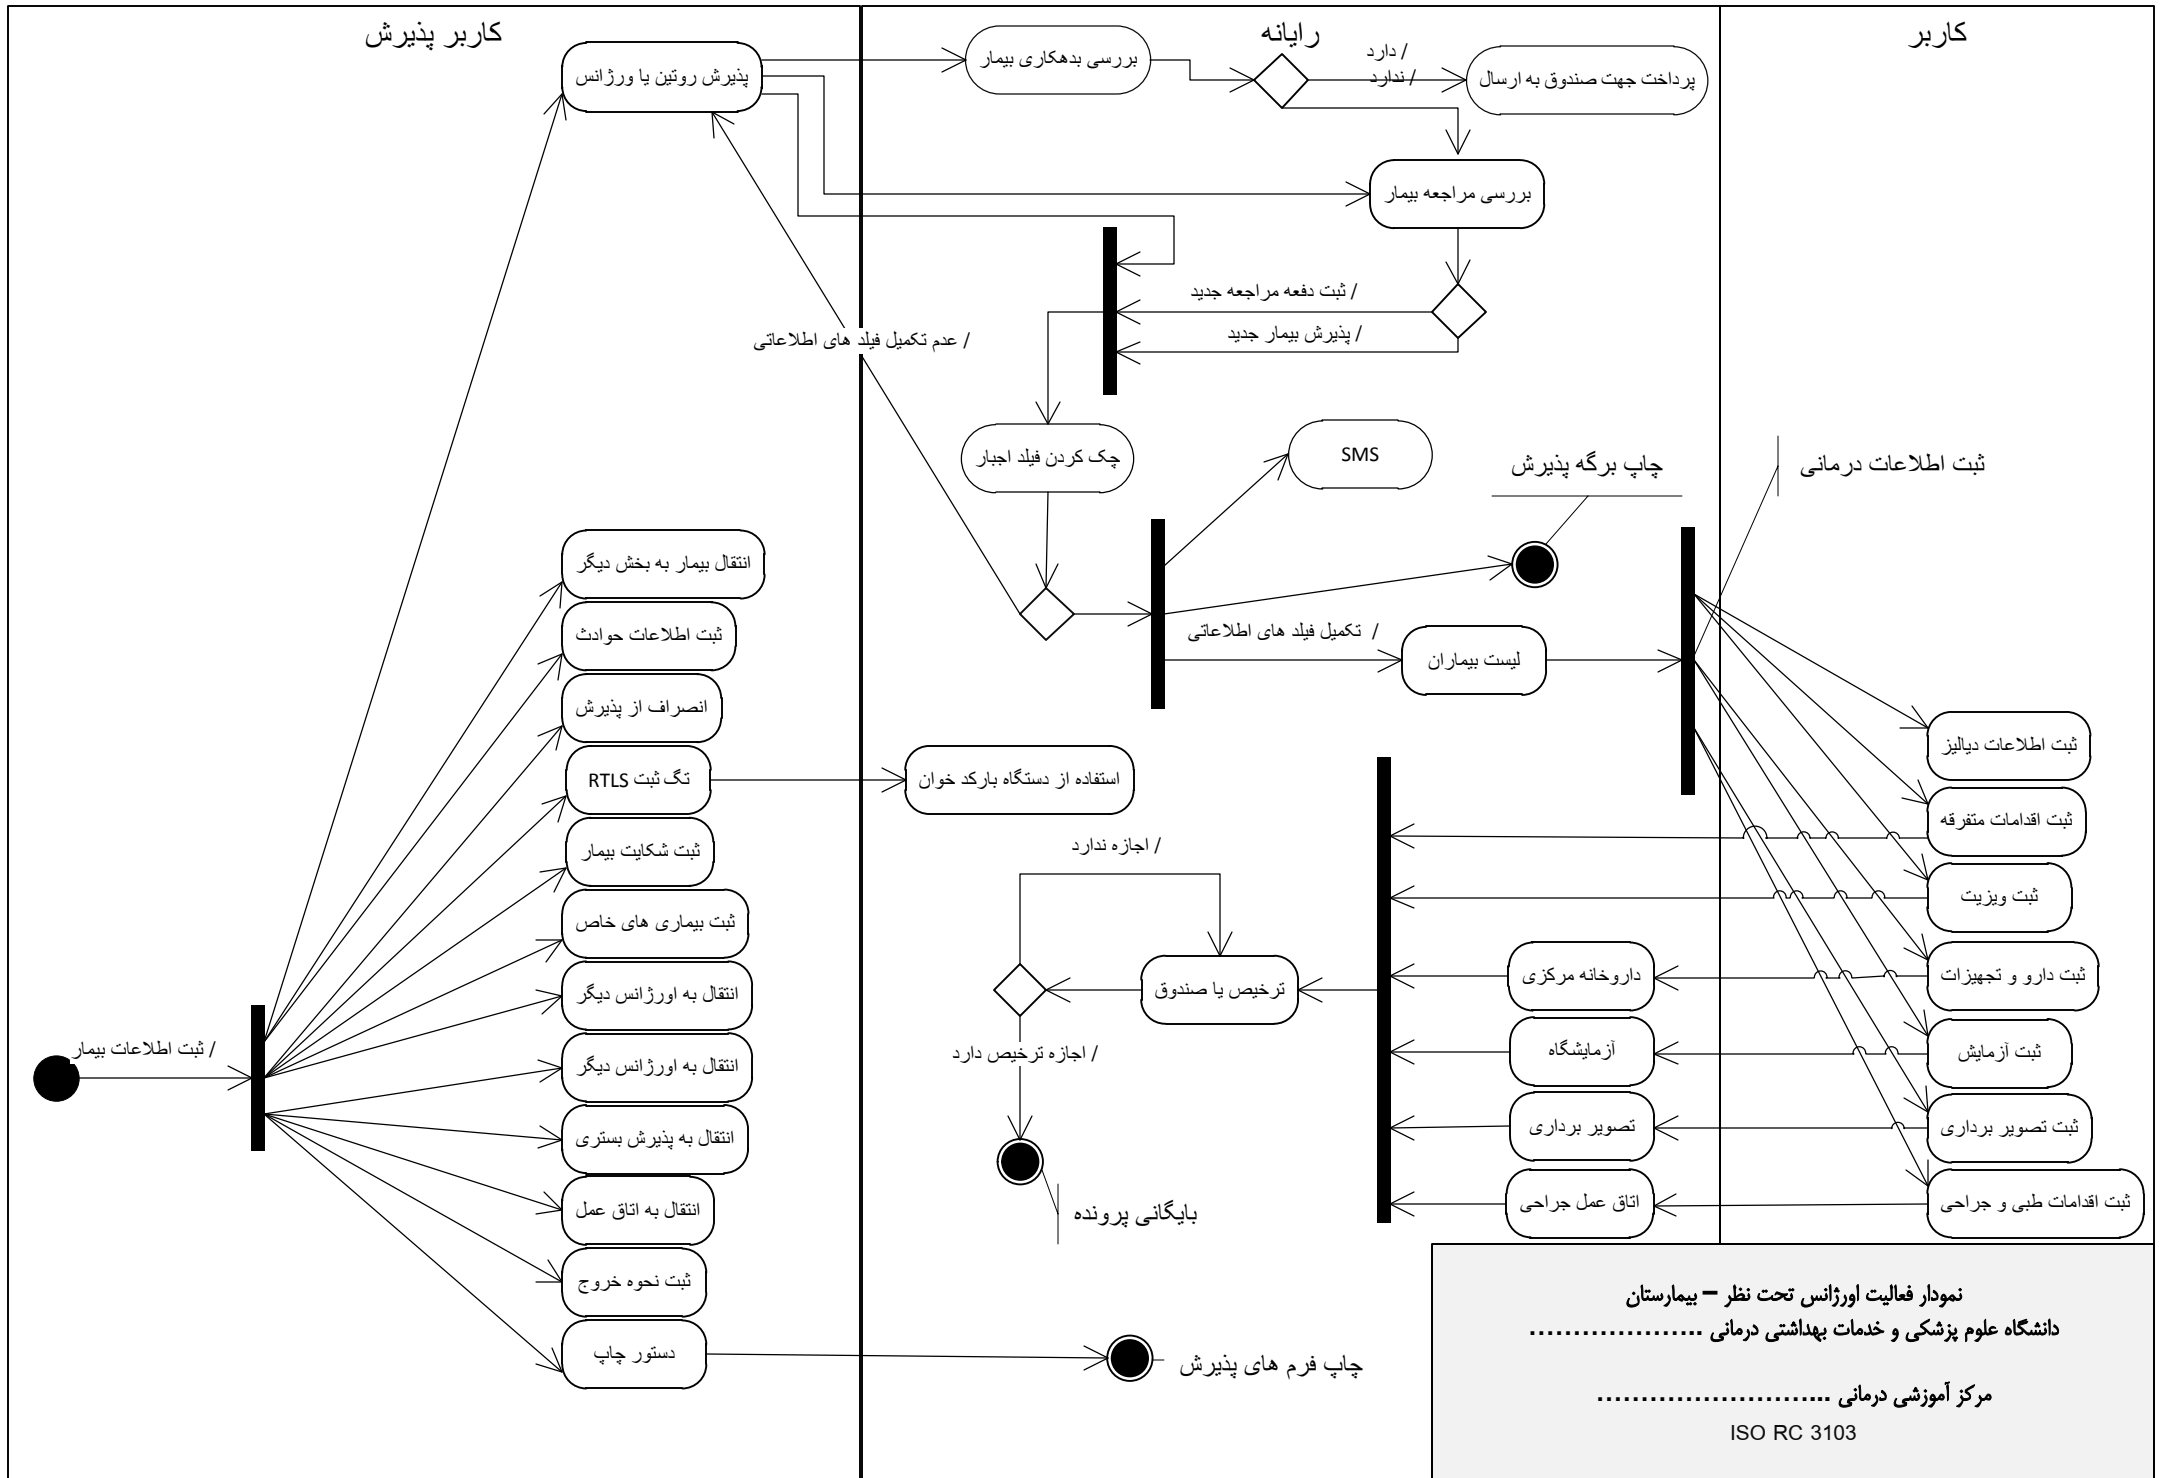 کاربر پذیرش
رایانه
کاربر
پذیرش روتین یا ورژانس
بررسی بدهکاری بیمار
/ دارد
/ ندارد
پرداخت جهت صندوق به ارسال
بررسی مراجعه بیمار
/ ثبت دفعه مراجعه جدید
/ پذیرش بیمار جدید
/ عدم تکمیل فیلد های اطلاعاتی
چک کردن فیلد اجبار
SMS
چاپ برگه پذیرش
ثبت اطلاعات درمانی
/ تکمیل فیلد های اطلاعاتی
لیست بیماران
انتقال بیمار به بخش دیگر
ثبت اطلاعات حوادث
انصراف از پذیرش
تگ ثبت RTLS
استفاده از دستگاه بارکد خوان
ثبت شکایت بیمار
ثبت بیماری های خاص
انتقال به اورژانس دیگر
انتقال به اورژانس دیگر
انتقال به پذیرش بستری
انتقال به اتاق عمل
ثبت نحوه خروج
دستور چاپ
/ ثبت اطلاعات بیمار
/ اجازه ندارد
ترخیص یا صندوق
/ اجازه ترخیص دارد
بایگانی پرونده
چاپ فرم های پذیرش
داروخانه مرکزی
آزمایشگاه
تصویر برداری
اتاق عمل جراحی
ثبت اطلاعات دیالیز
ثبت اقدامات متفرقه
ثبت ویزیت
ثبت دارو و تجهیزات
ثبت آزمایش
ثبت تصویر برداری
ثبت اقدامات طبی و جراحی
نمودار فعالیت اورژانس تحت نظر – بیمارستان
دانشگاه علوم پزشکی و خدمات بهداشتی درمانی ....................
مرکز آموزشی درمانی ...........................
ISO RC 3103